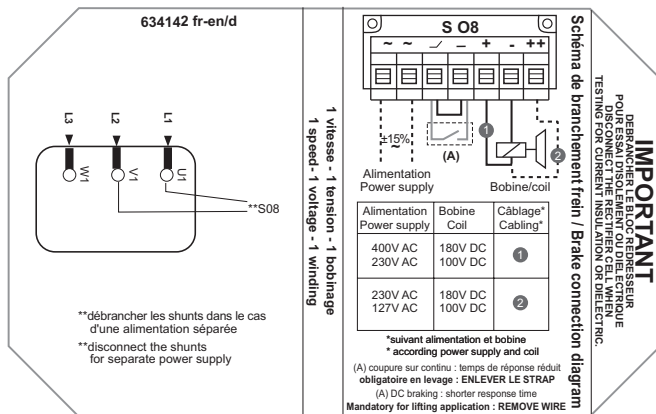 634142 fr-en/d
L3
L2
L1
W1
V1
U1
**S08
**débrancher les shunts dans le cas
d'une alimentation séparée
**disconnect the shunts
for separate power supply
1 vitesse - 1 tension - 1 bobinage
1 speed- 1 voltage - 1 winding
S O8
~ ~ _/ _ + - ++
±15%
~
(A)
1
2
Alimentation
Power supply
Bobine/coil
Alimentation Bobine Câblage*
Power supply Coil Cabling*
400V AC 180V DC
230V AC 100V DC
1
230V AC 180V DC
127V AC 100V DC
2
*suivant alimentation et bobine
* according power supply and coil
(A) coupure sur continu : temps de réponse réduit
obligatoire en levage : ENLEVER LE STRAP
(A) DC braking : shorter response time
Mandatory for lifting application : REMOVE WIRE
Schéma de branchement frein / Brake connection diagram
IMPORTANT
DEBRANCHER LE BLOC REDRESSEUR
POUR ESSAI D'ISOLEMENT OU DIELECTRIQUE
DISCONNECT THE RECTIFIER CELL WHEN
TESTING FOR CURRENT INSULATION OR DIELECTRIC.